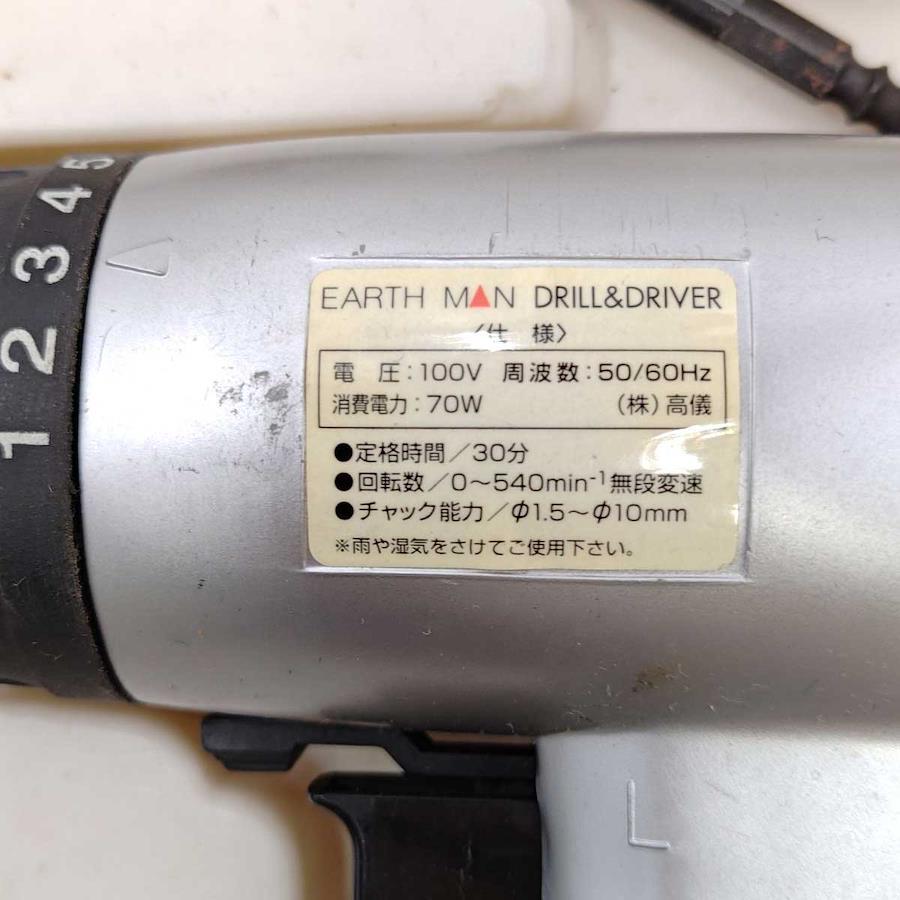 EARTH MAN DRILL&DRIVER
〈仕 様〉
電 圧：100V 周波数：50/60Hz
消費電力：70W （株）高儀
●定格時間／30分
●回転数／0～540min⁻¹無段変速
●チャック能力／φ1.5～φ10mm
※雨や湿気をさけてご使用下さい。
5
4
3
2
1
L